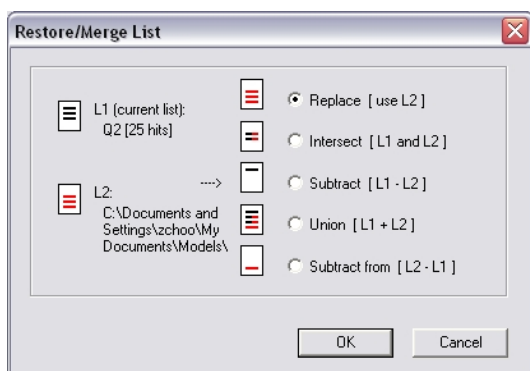 Restore/Merge List
L1 (current list):
Q2 [25 hits]
L2:
C:\Documents and
Settings\zchoo\My
Documents\Models\
---->
Replace [ use L2 ]
Intersect [ L1 and L2 ]
Subtract [ L1 - L2 ]
Union [ L1 + L2 ]
Subtract from [ L2 - L1 ]
OK
Cancel